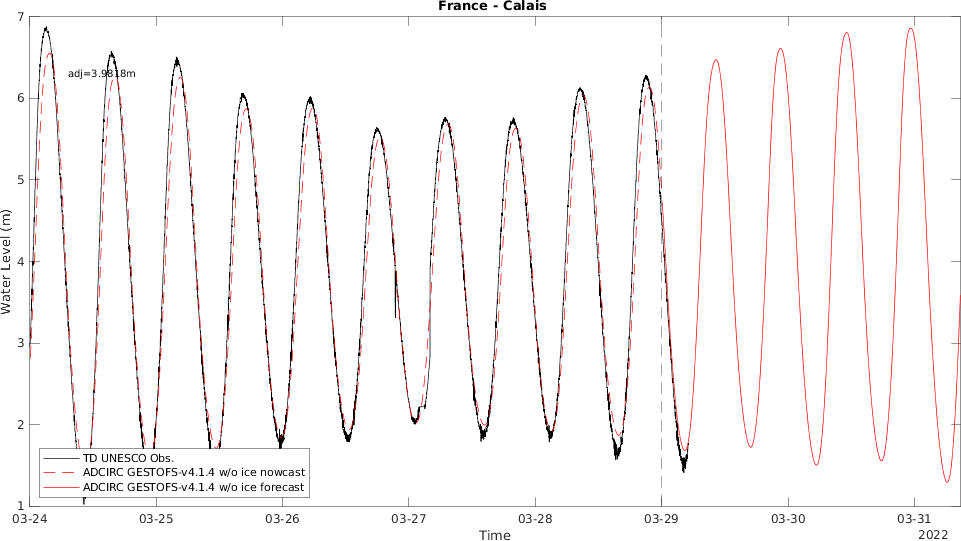 France - Calais
7
6
5
4
3
2
1
Water Level (m)
adj=3.9818m
TD UNESCO Obs.
ADCIRC GESTOFS-v4.1.4 w/o ice nowcast
ADCIRC GESTOFS-v4.1.4 w/o ice forecast
03-24 03-25 03-26 03-27 03-28 03-29 03-30 03-31
Time
2022